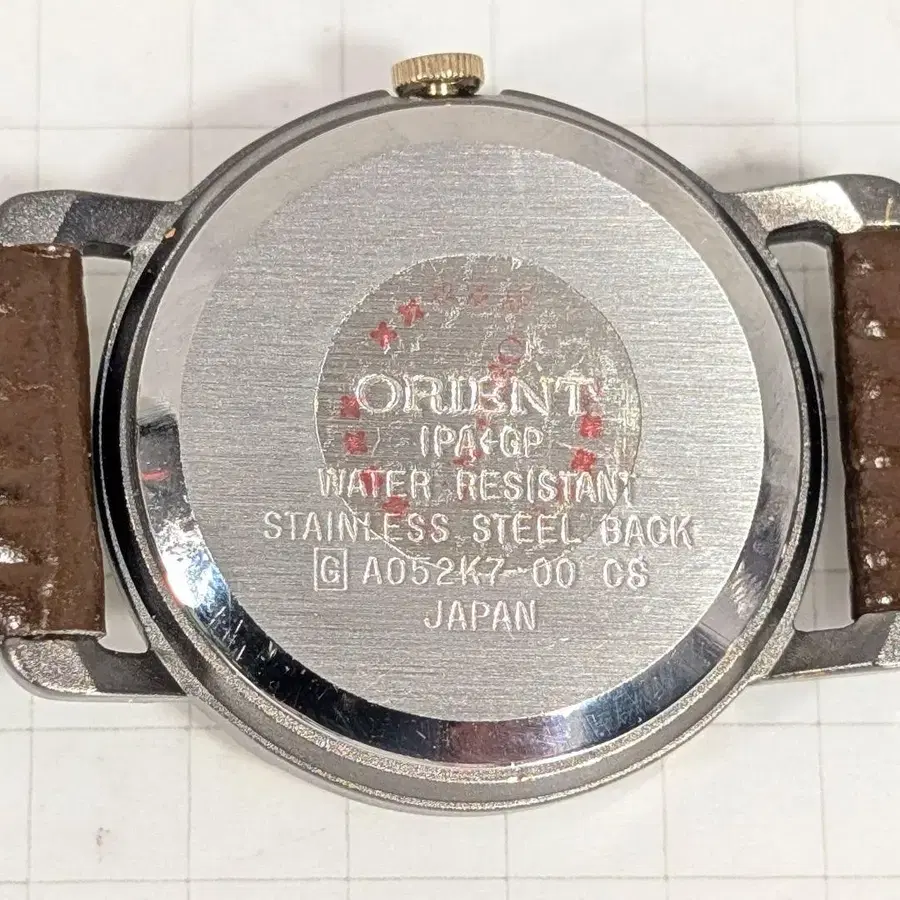 ORIENT
IPA+GP
WATER RESISTANT
STAINLESS STEEL BACK
G A052K7-00 CS
JAPAN